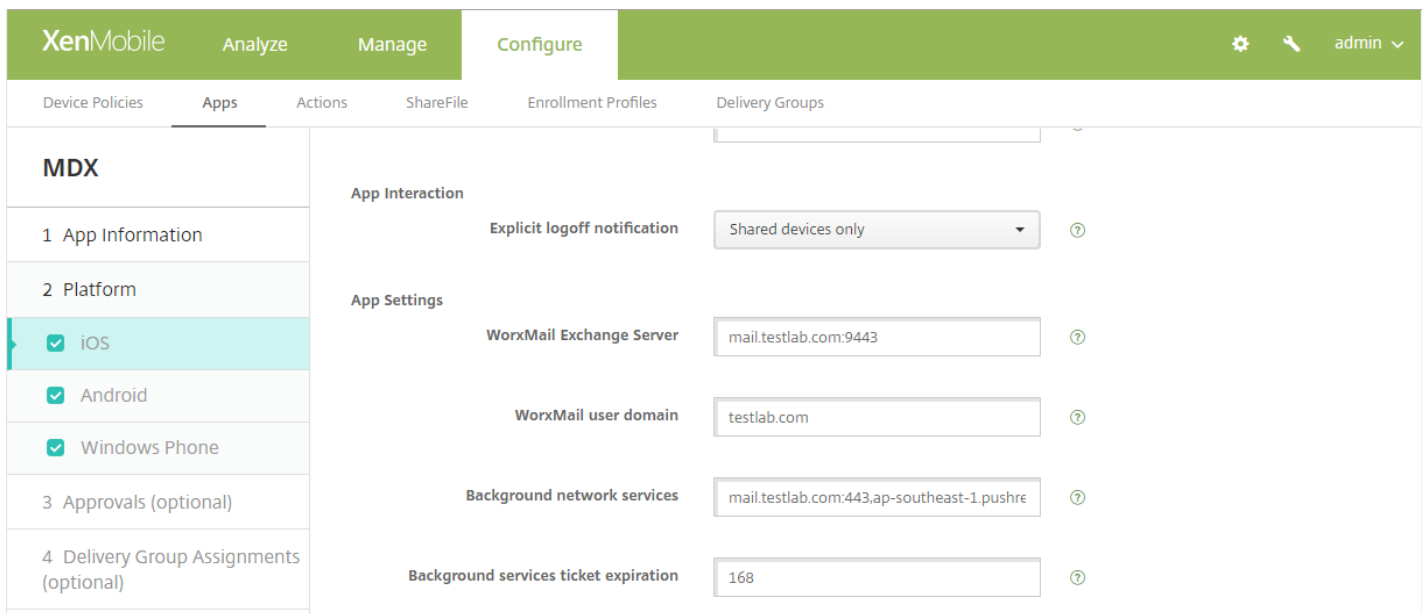 XenMobile Analyze Manage Configure admin
Device Policies Apps Actions ShareFile Enrollment Profiles Delivery Groups
MDX
1 App Information
2 Platform
iOS
Android
Windows Phone
3 Approvals (optional)
4 Delivery Group Assignments
(optional)
App Interaction
Explicit logoff notification Shared devices only ?
App Settings
WorxMail Exchange Server mail.testlab.com:9443 ?
WorxMail user domain testlab.com ?
Background network services mail.testlab.com:443,ap-southeast-1.pushre ?
Background services ticket expiration 168 ?